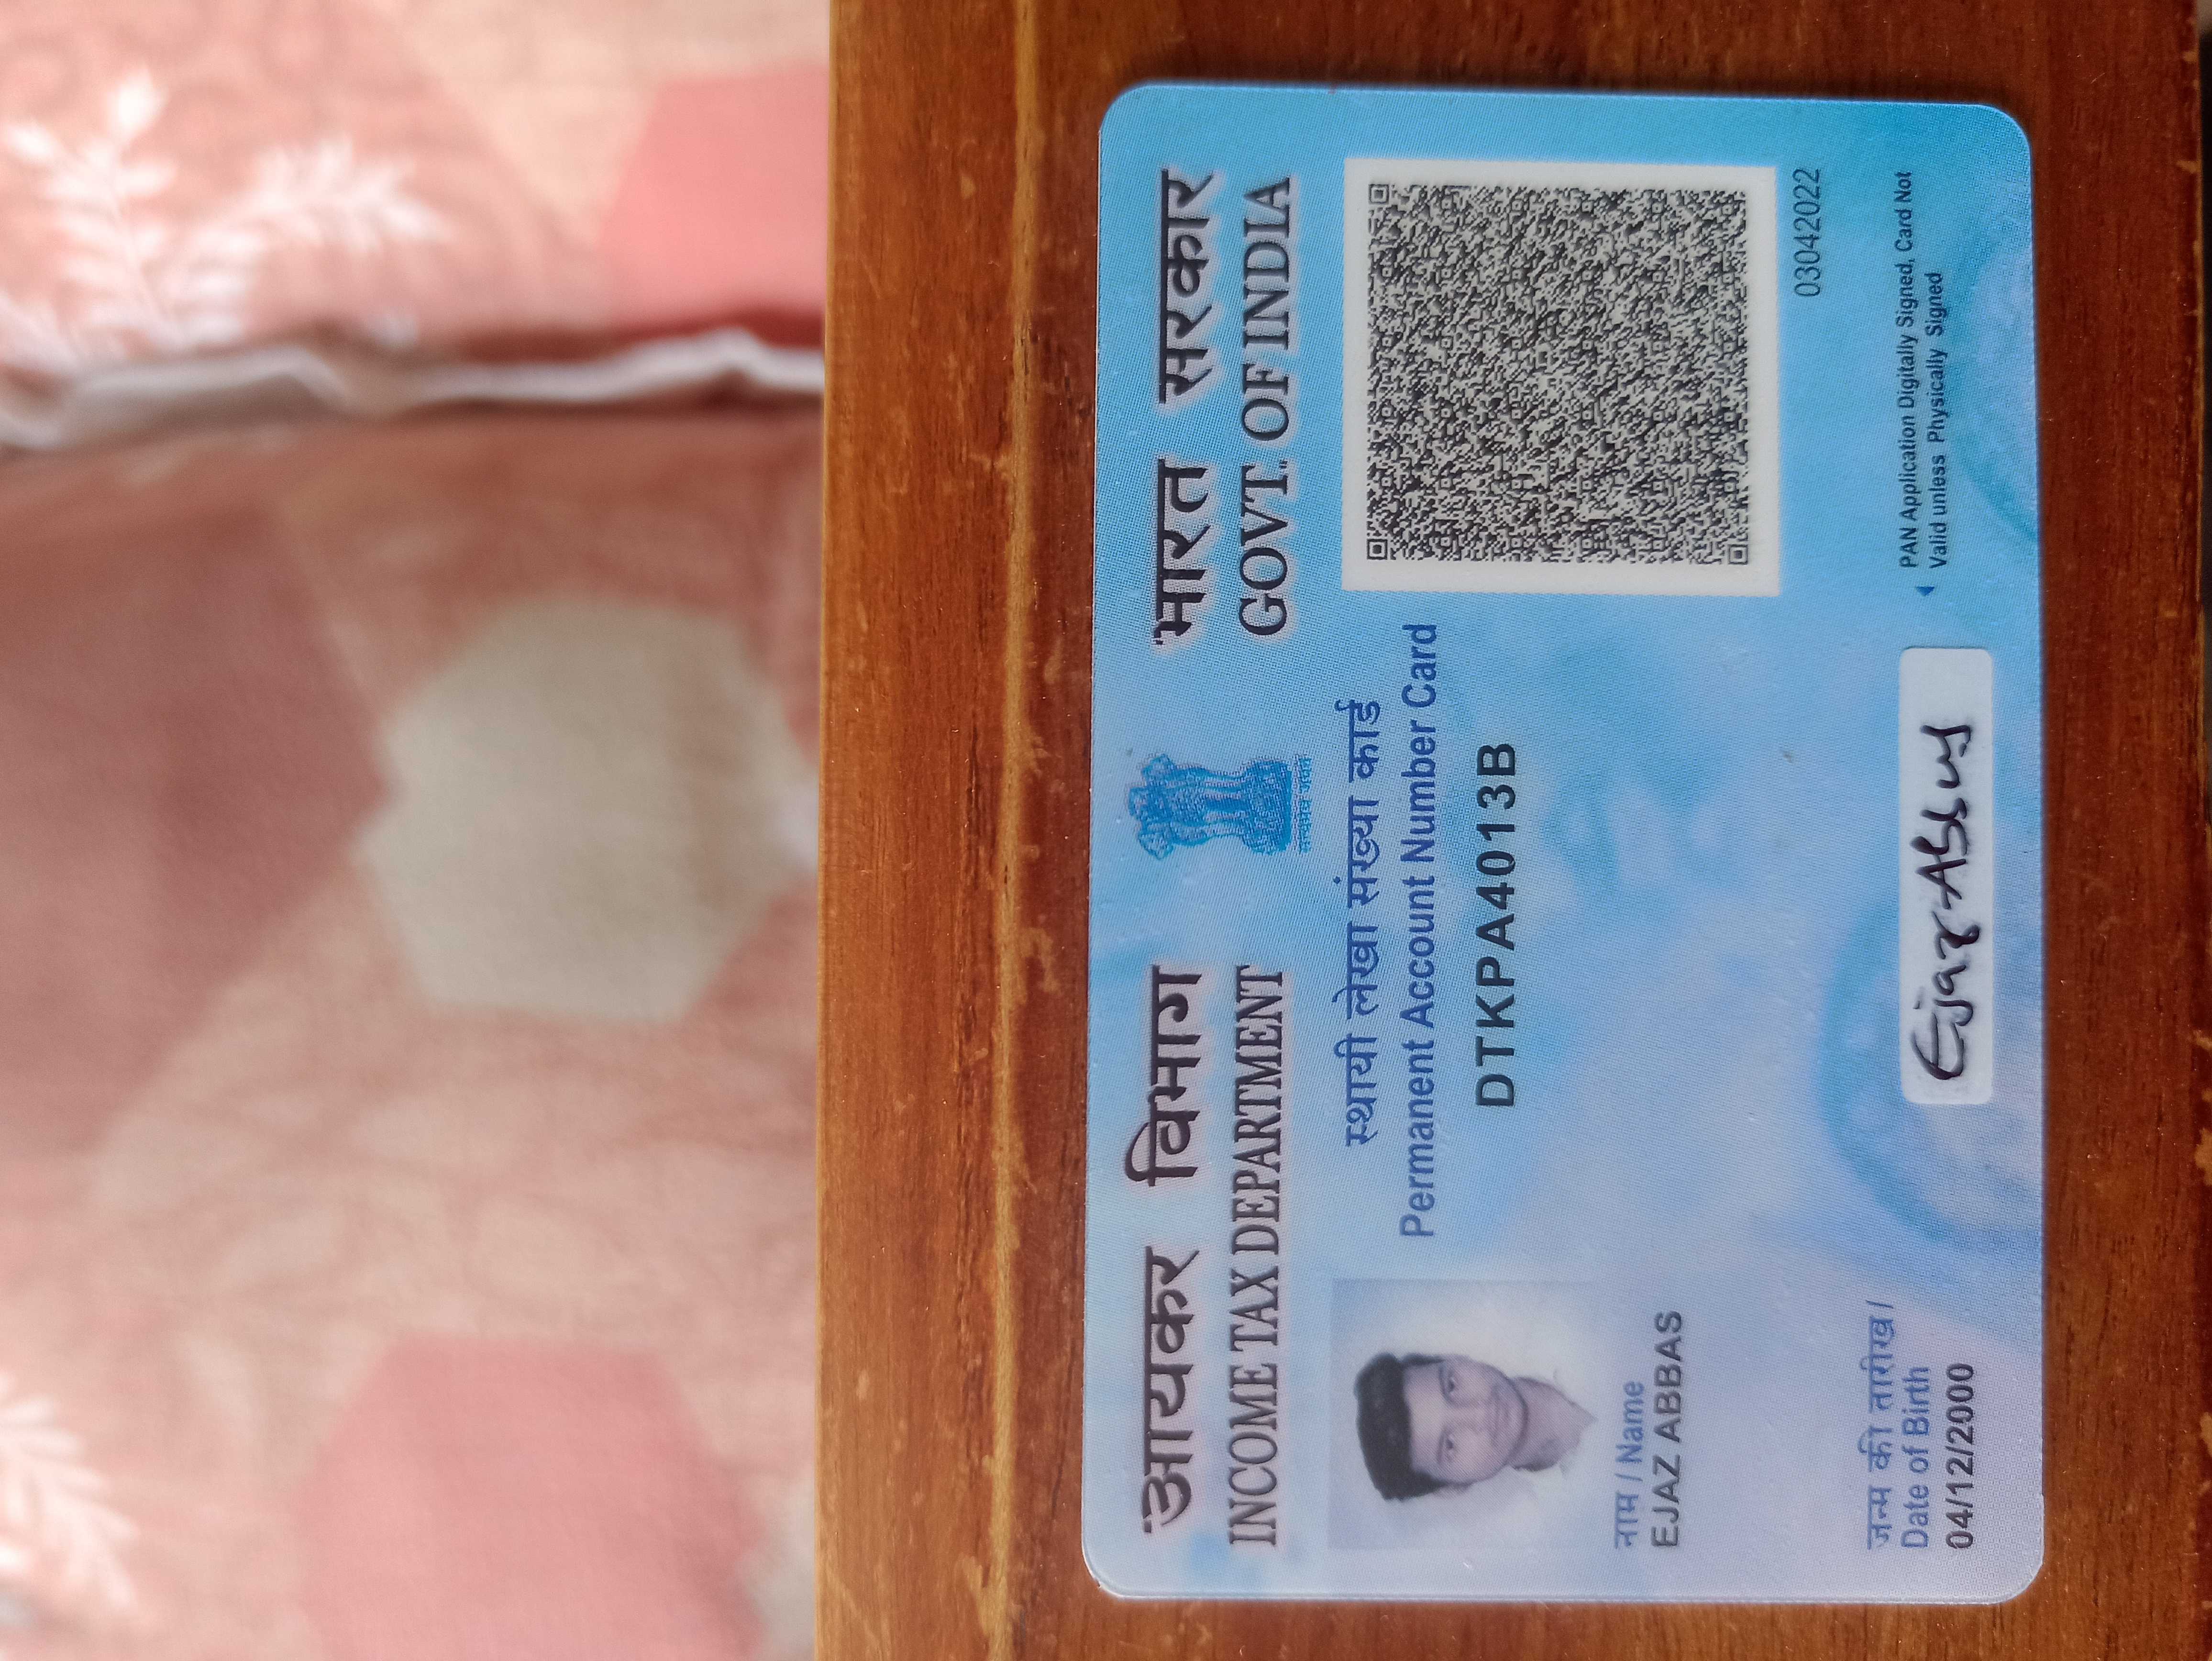 आयकर विभाग
INCOME TAX DEPARTMENT
सत्यमेव जयते
भारत सरकार
GOVT. OF INDIA
स्थायी लेखा संख्या कार्ड
Permanent Account Number Card
DTKPA4013B
नाम / Name
EJAZ ABBAS
जन्म की तारीख /
Date of Birth
04/12/2000
Ejaz Abbas
03042022
PAN Application Digitally Signed, Card Not
Valid unless Physically Signed